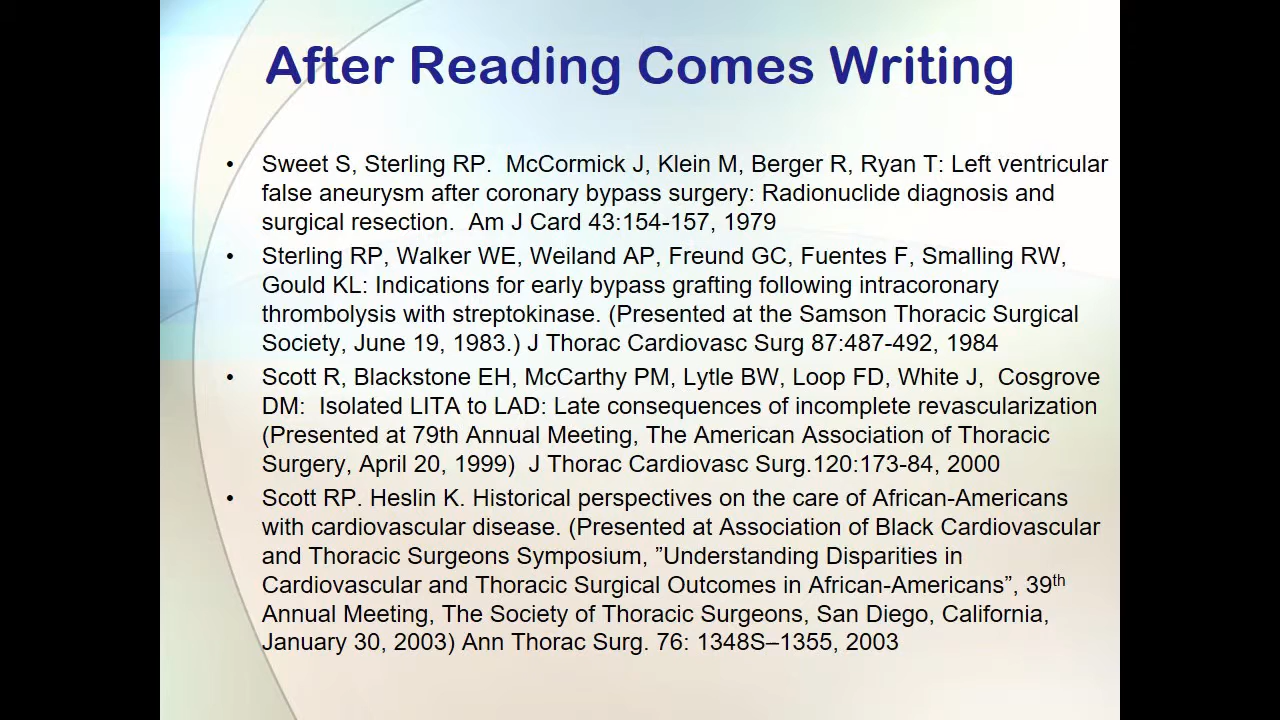 After Reading Comes Writing
• Sweet S, Sterling RP.  McCormick J, Klein M, Berger R, Ryan T: Left ventricular
false aneurysm after coronary bypass surgery: Radionuclide diagnosis and
surgical resection.  Am J Card 43:154-157, 1979
• Sterling RP, Walker WE, Weiland AP, Freund GC, Fuentes F, Smalling RW,
Gould KL: Indications for early bypass grafting following intracoronary
thrombolysis with streptokinase. (Presented at the Samson Thoracic Surgical
Society, June 19, 1983.) J Thorac Cardiovasc Surg 87:487-492, 1984
• Scott R, Blackstone EH, McCarthy PM, Lytle BW, Loop FD, White J,  Cosgrove
DM:  Isolated LITA to LAD: Late consequences of incomplete revascularization
(Presented at 79th Annual Meeting, The American Association of Thoracic
Surgery, April 20, 1999)  J Thorac Cardiovasc Surg.120:173-84, 2000
• Scott RP. Heslin K. Historical perspectives on the care of African-Americans
with cardiovascular disease. (Presented at Association of Black Cardiovascular
and Thoracic Surgeons Symposium, ”Understanding Disparities in
Cardiovascular and Thoracic Surgical Outcomes in African-Americans”, 39th
Annual Meeting, The Society of Thoracic Surgeons, San Diego, California,
January 30, 2003) Ann Thorac Surg. 76: 1348S–1355, 2003